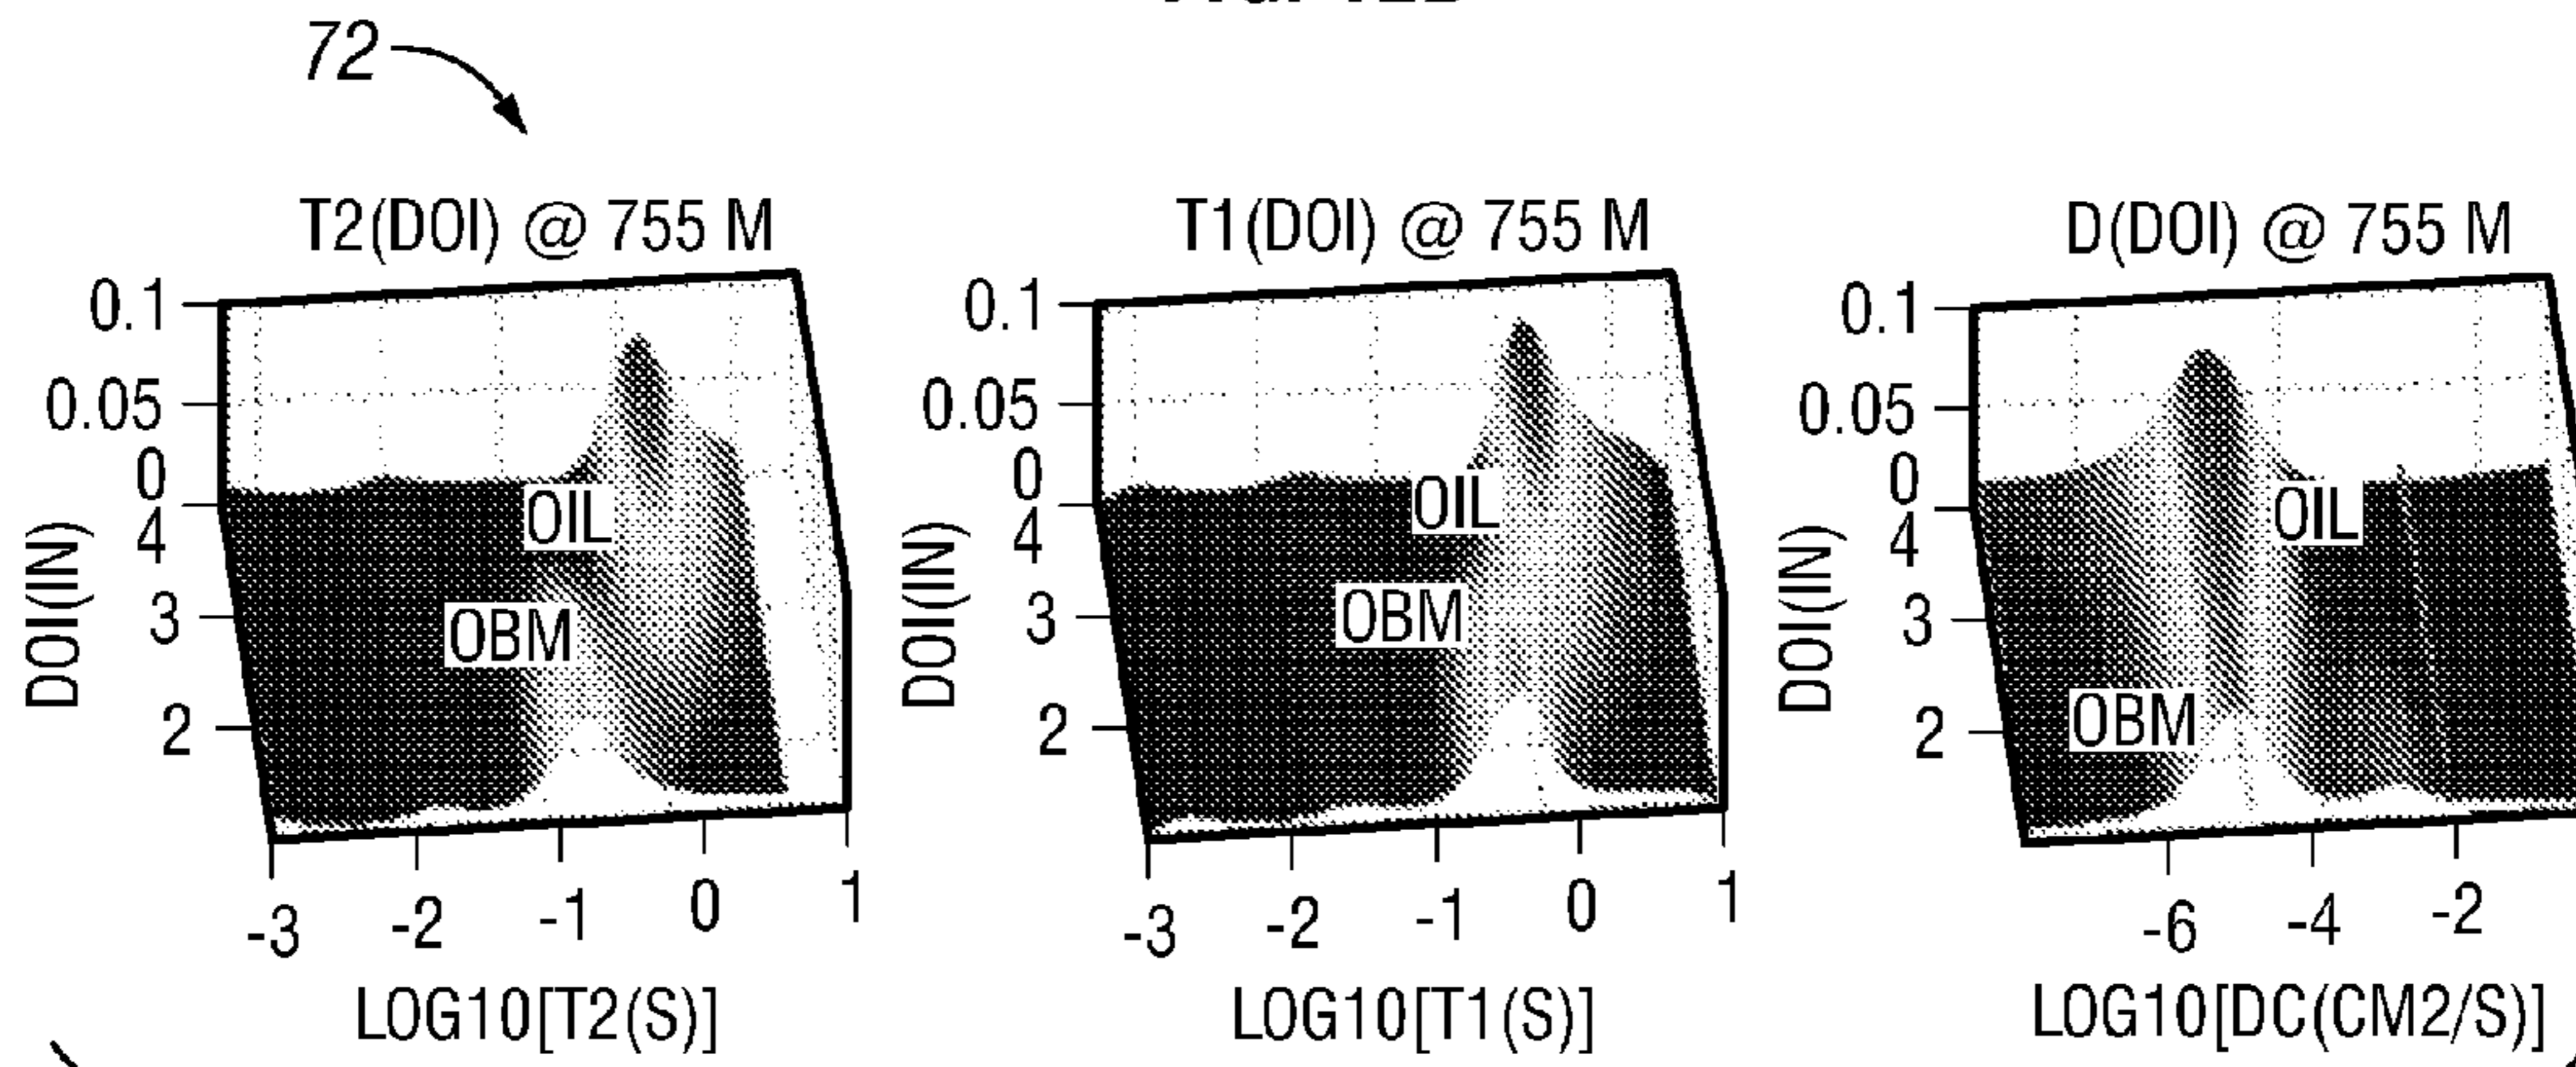 72
T2(DOI) @ 755 M
0.1
0.05
0
4
3
2
DOI(IN)
OIL
OBM
-3 -2 -1 0 1
LOG10[T2(S)]
T1(DOI) @ 755 M
0.1
0.05
0
4
3
2
DOI(IN)
OIL
OBM
-3 -2 -1 0 1
LOG10[T1(S)]
D(DOI) @ 755 M
0.1
0.05
0
4
3
2
DOI(IN)
OIL
OBM
-6 -4 -2
LOG10[DC(CM2/S)]